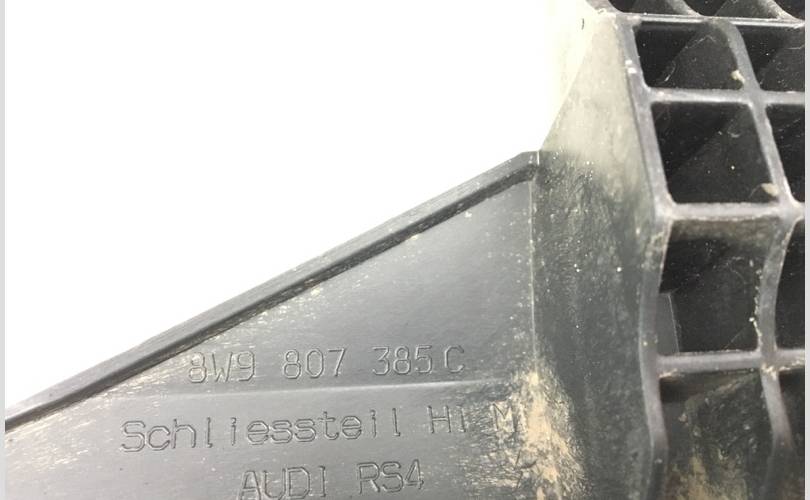 8W9 807 385 C
Schliessteil HI M
AUDI RS4